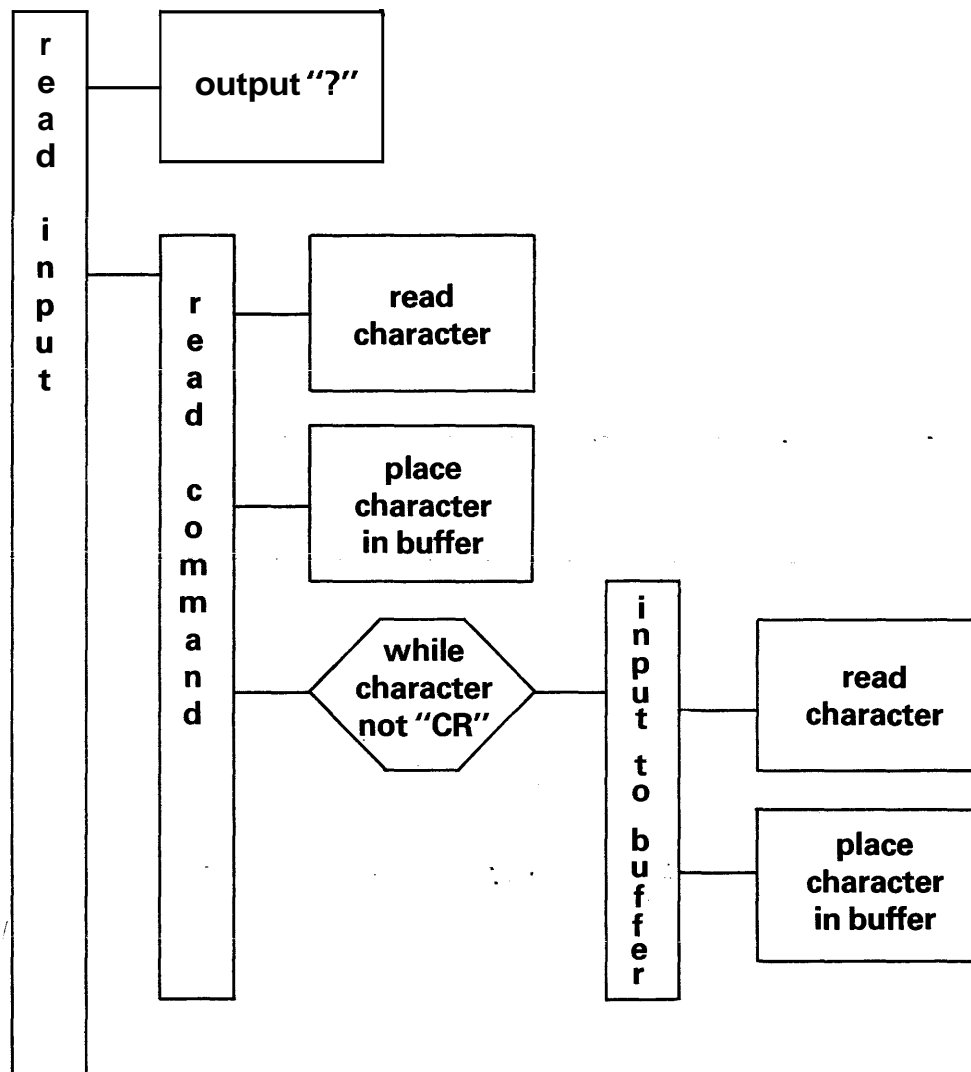 read input
output "?"
read command
read
character
place
character
in buffer
while
character
not "CR"
input to buffer
read
character
place
character
in buffer